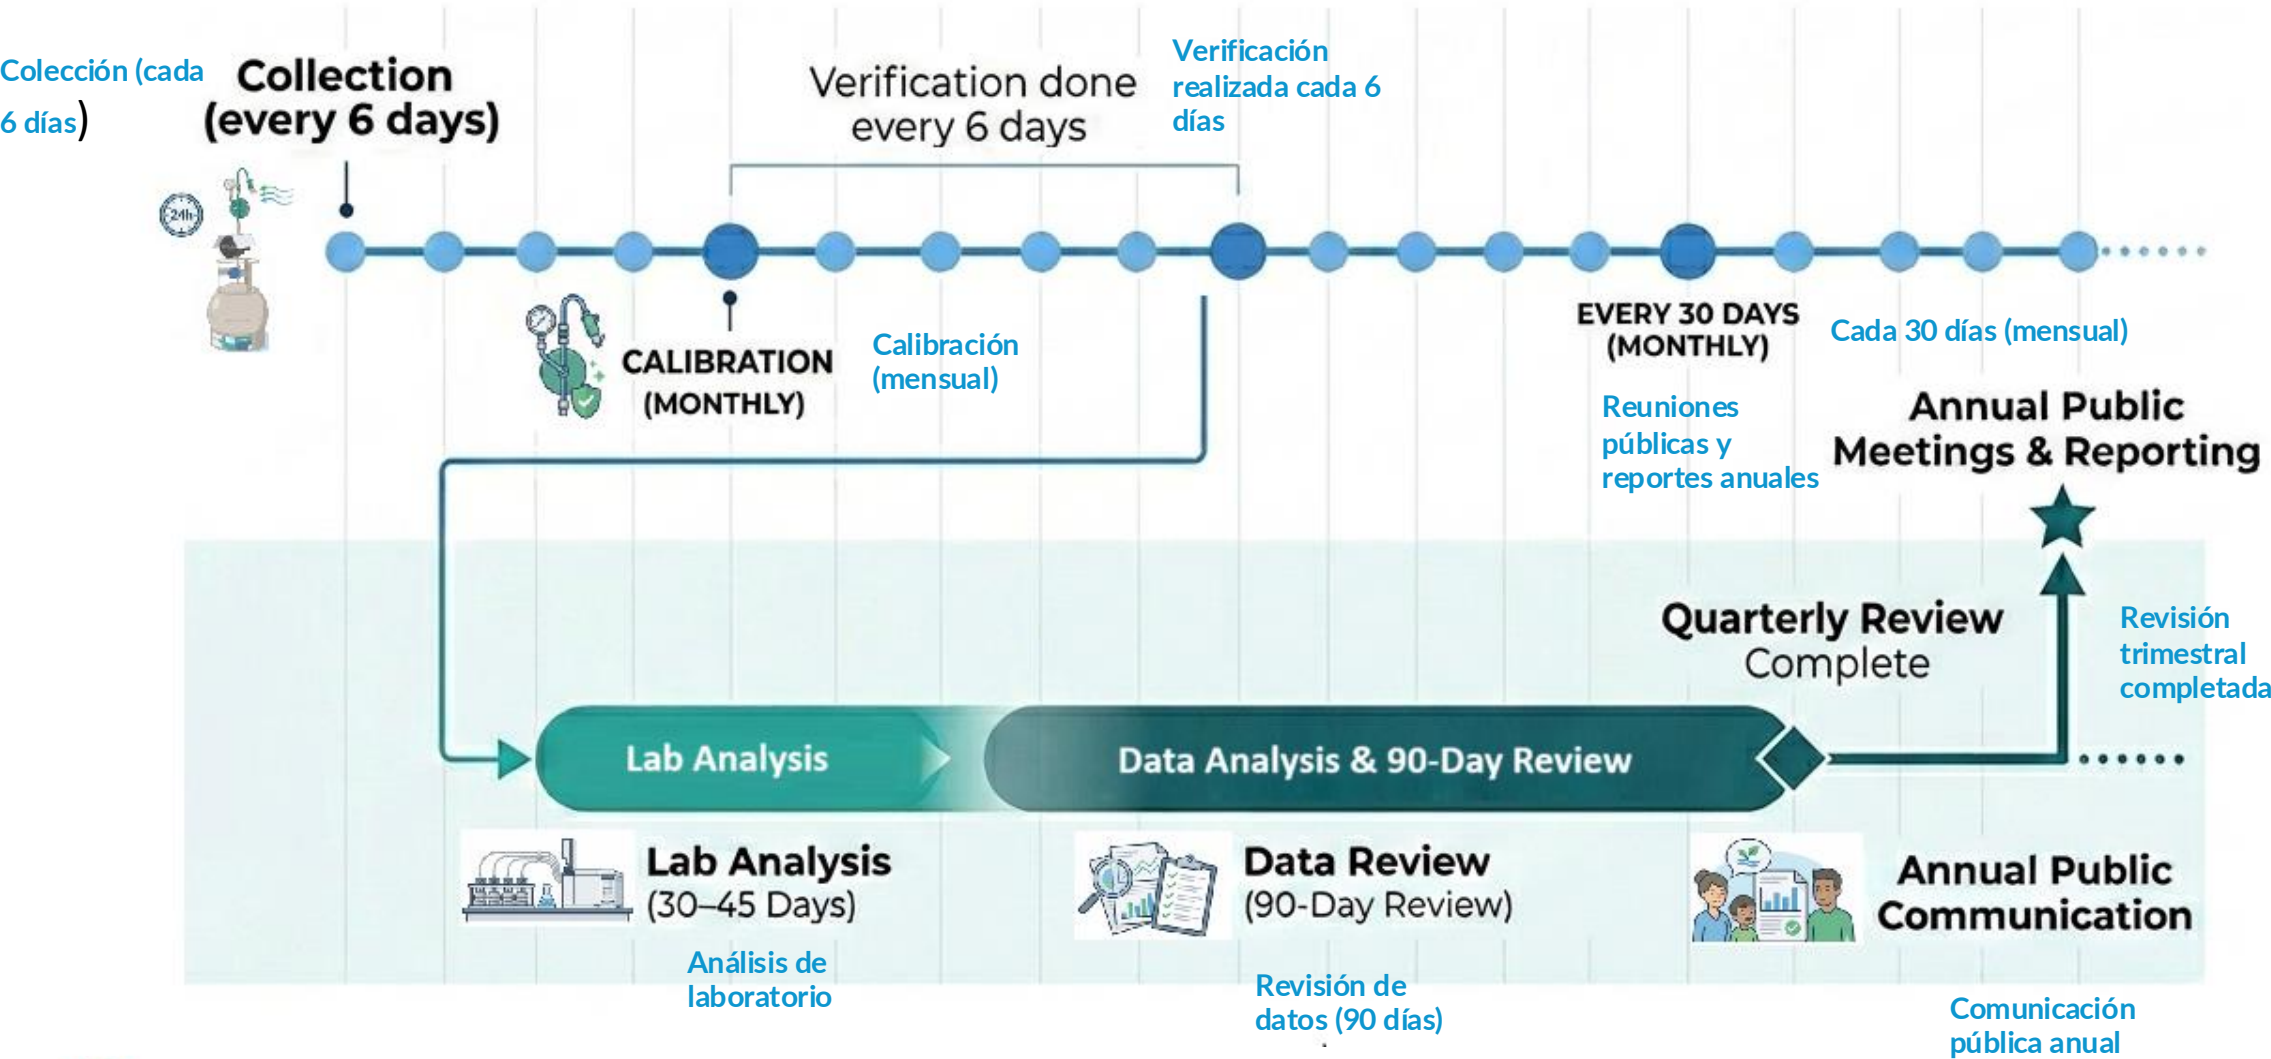 Colección (cada
6 días)
Collection
(every 6 days)
Verification done
every 6 days
Verificación
realizada cada 6
días
24h
CALIBRATION
(MONTHLY)
Calibración
(mensual)
EVERY 30 DAYS
(MONTHLY)
Cada 30 días (mensual)
Reuniones
públicas y
reportes anuales
Annual Public
Meetings & Reporting
Quarterly Review
Complete
Revisión
trimestral
completada
Lab Analysis
Data Analysis & 90-Day Review
Lab Analysis
(30–45 Days)
Análisis de
laboratorio
Data Review
(90-Day Review)
Revisión de
datos (90 días)
Annual Public
Communication
Comunicación
pública anual